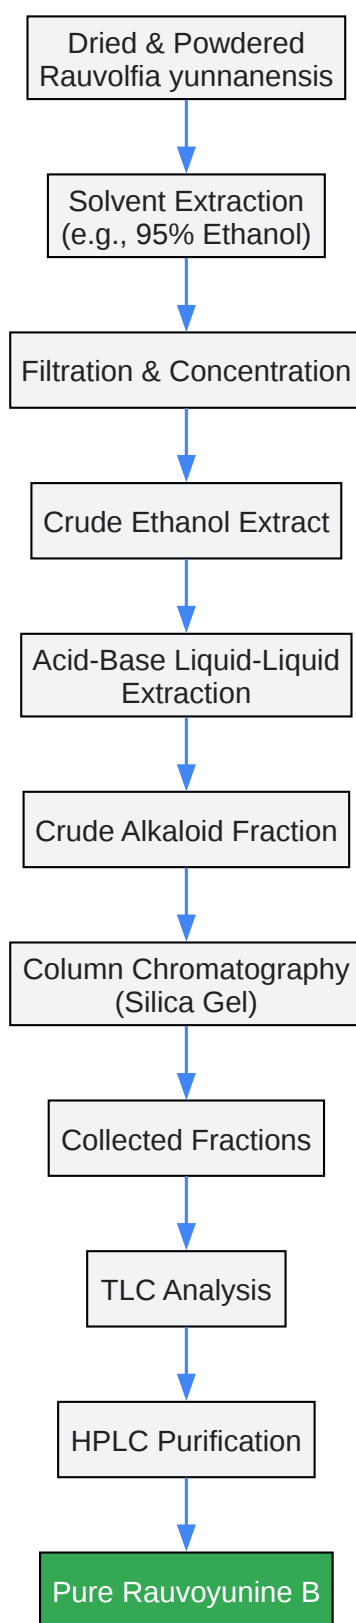 Dried & Powdered
Rauvolfia yunnanensis
Solvent Extraction
(e.g., 95% Ethanol)
Filtration & Concentration
Crude Ethanol Extract
Acid-Base Liquid-Liquid
Extraction
Crude Alkaloid Fraction
Column Chromatography
(Silica Gel)
Collected Fractions
TLC Analysis
HPLC Purification
Pure Rauvoyunine B